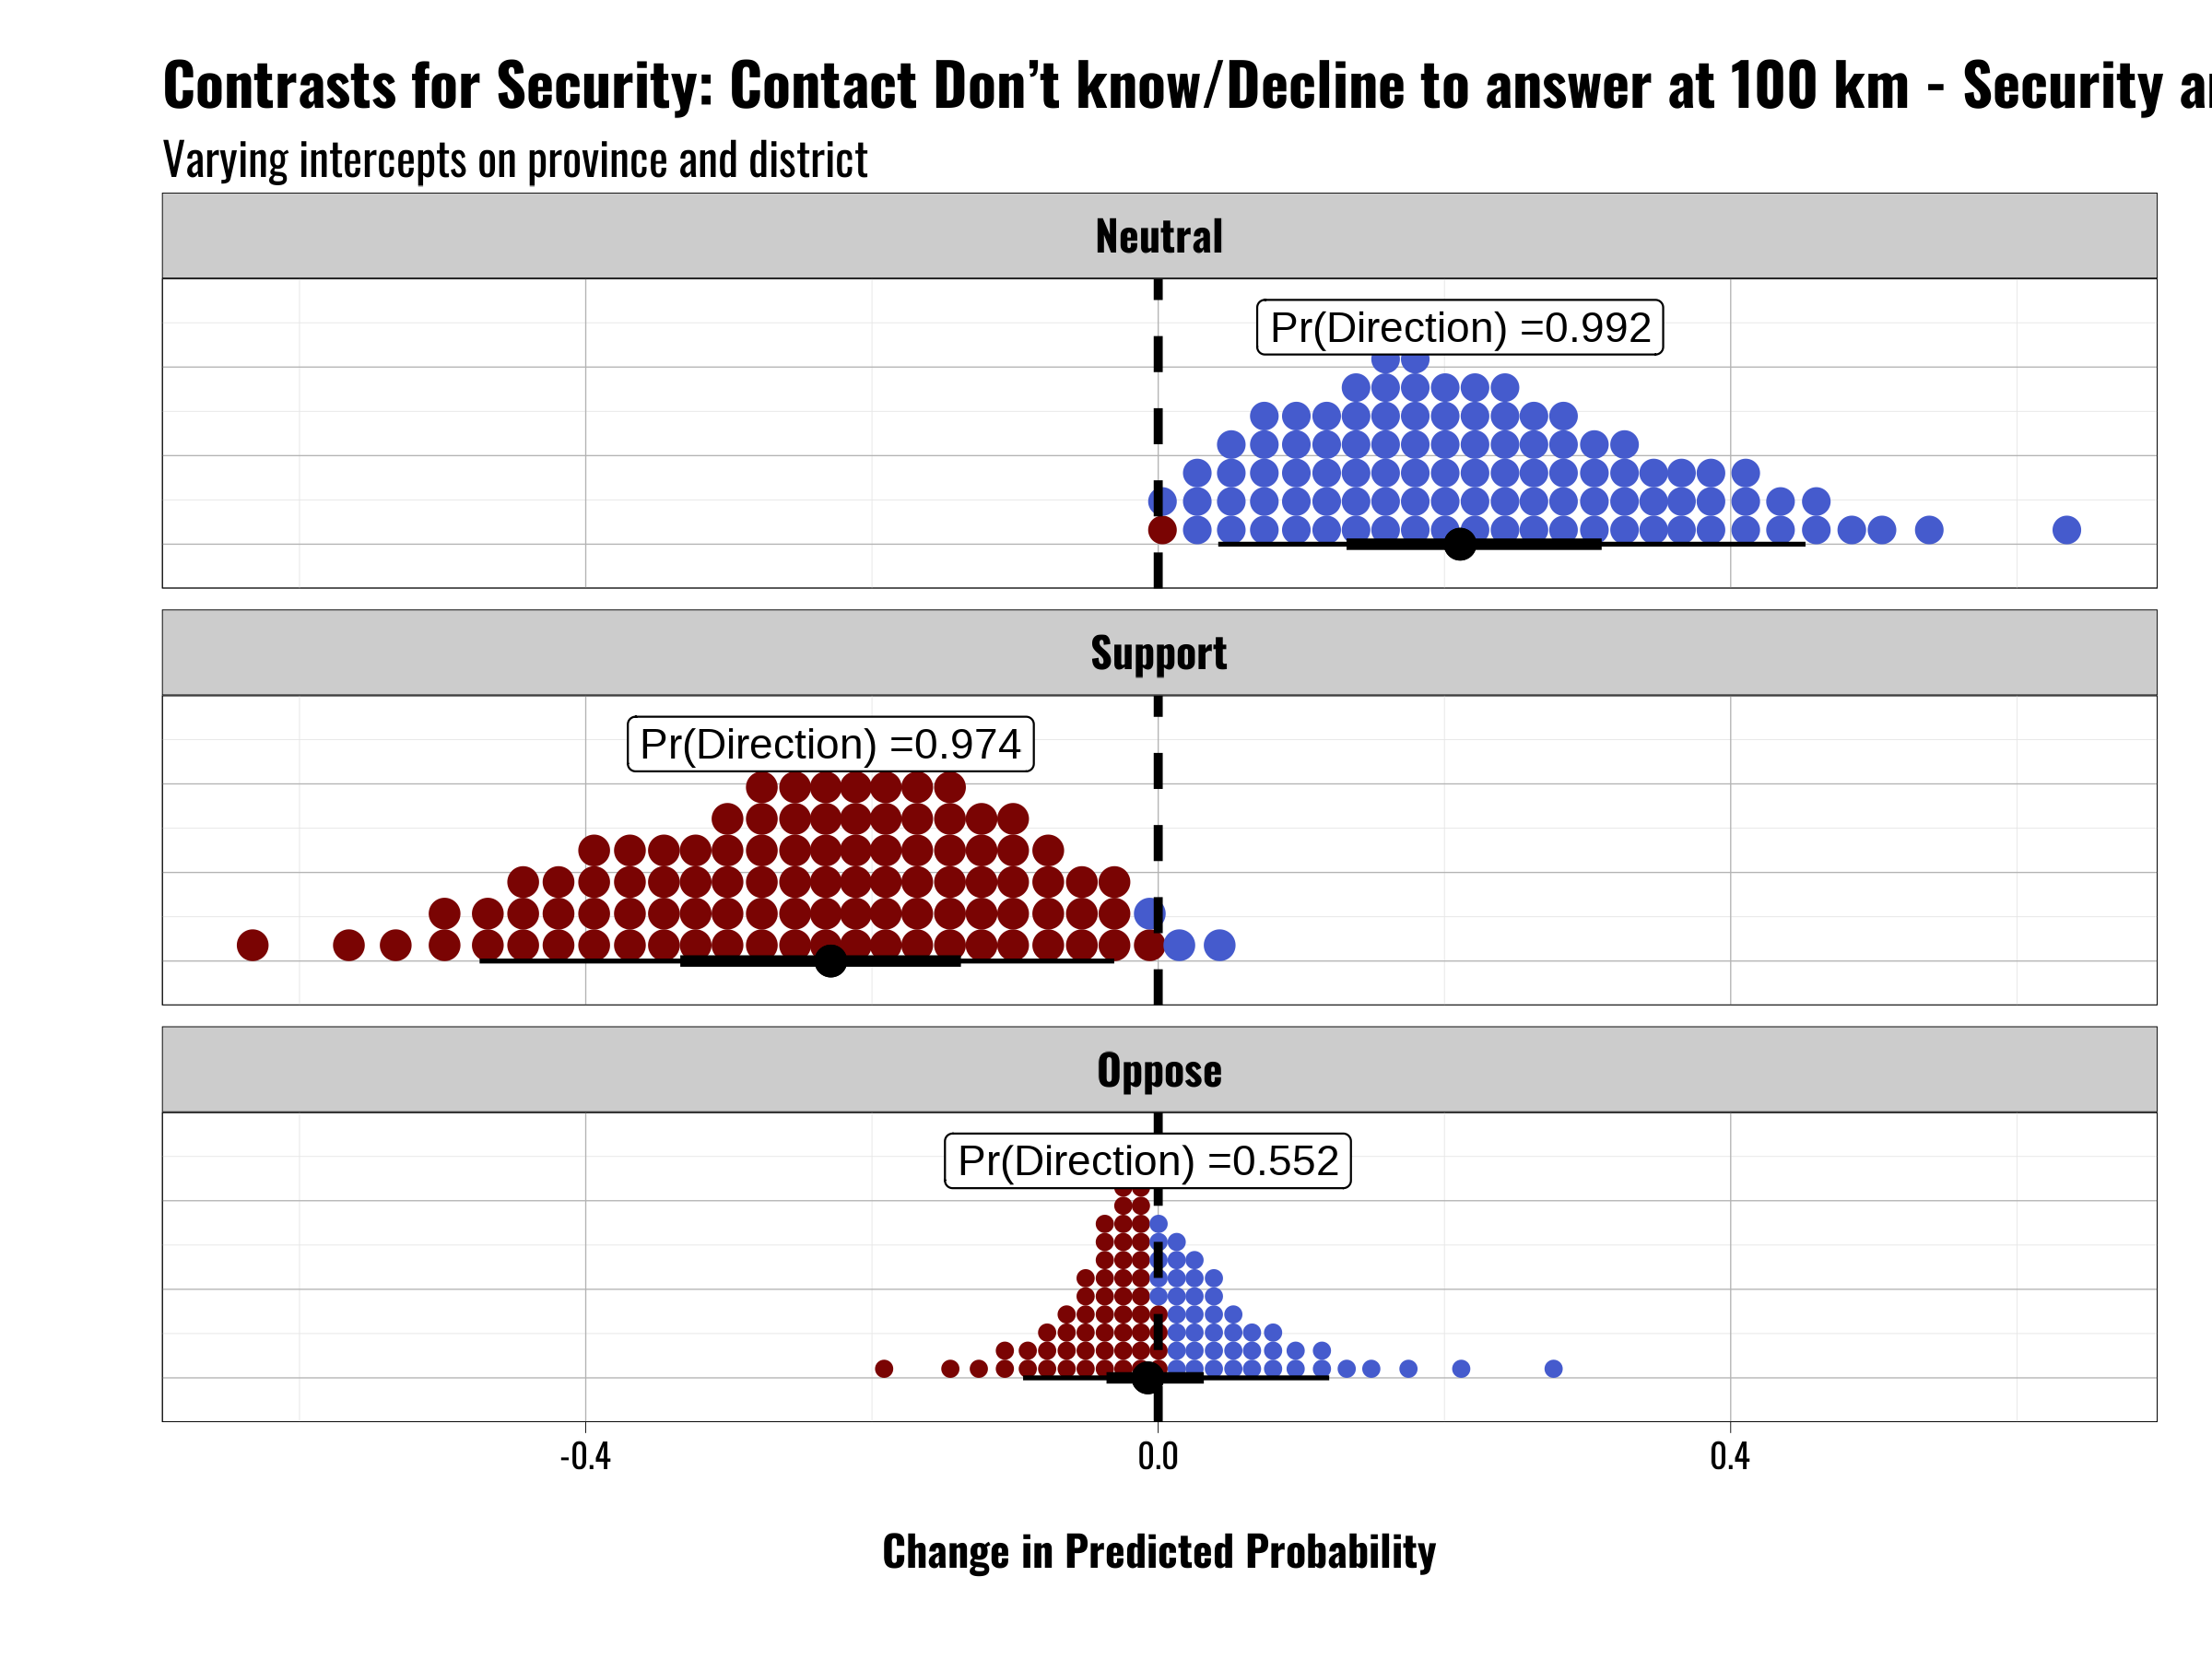 Contrasts for Security: Contact Don’t know/Decline to answer at 100 km - Security
Varying intercepts on province and district
Neutral
Pr(Direction) =0.992
Support
Pr(Direction) =0.974
Oppose
Pr(Direction) =0.552
-0.4
0.0
0.4
Change in Predicted Probability